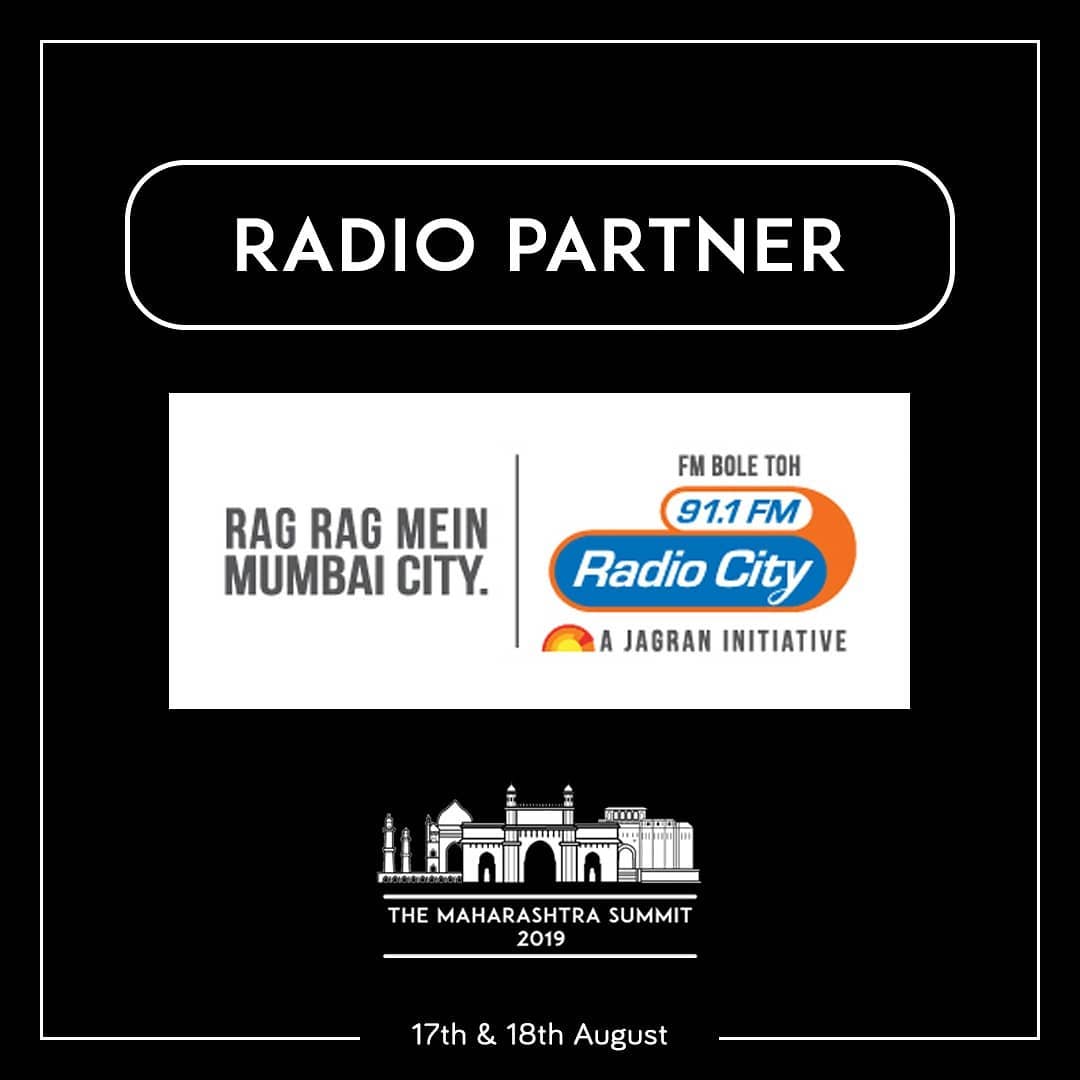 RADIO PARTNER
RAG RAG MEIN
MUMBAI CITY.
FM BOLE TOH
91.1 FM
Radio City
A JAGRAN INITIATIVE
THE MAHARASHTRA SUMMIT
2019
17th & 18th August